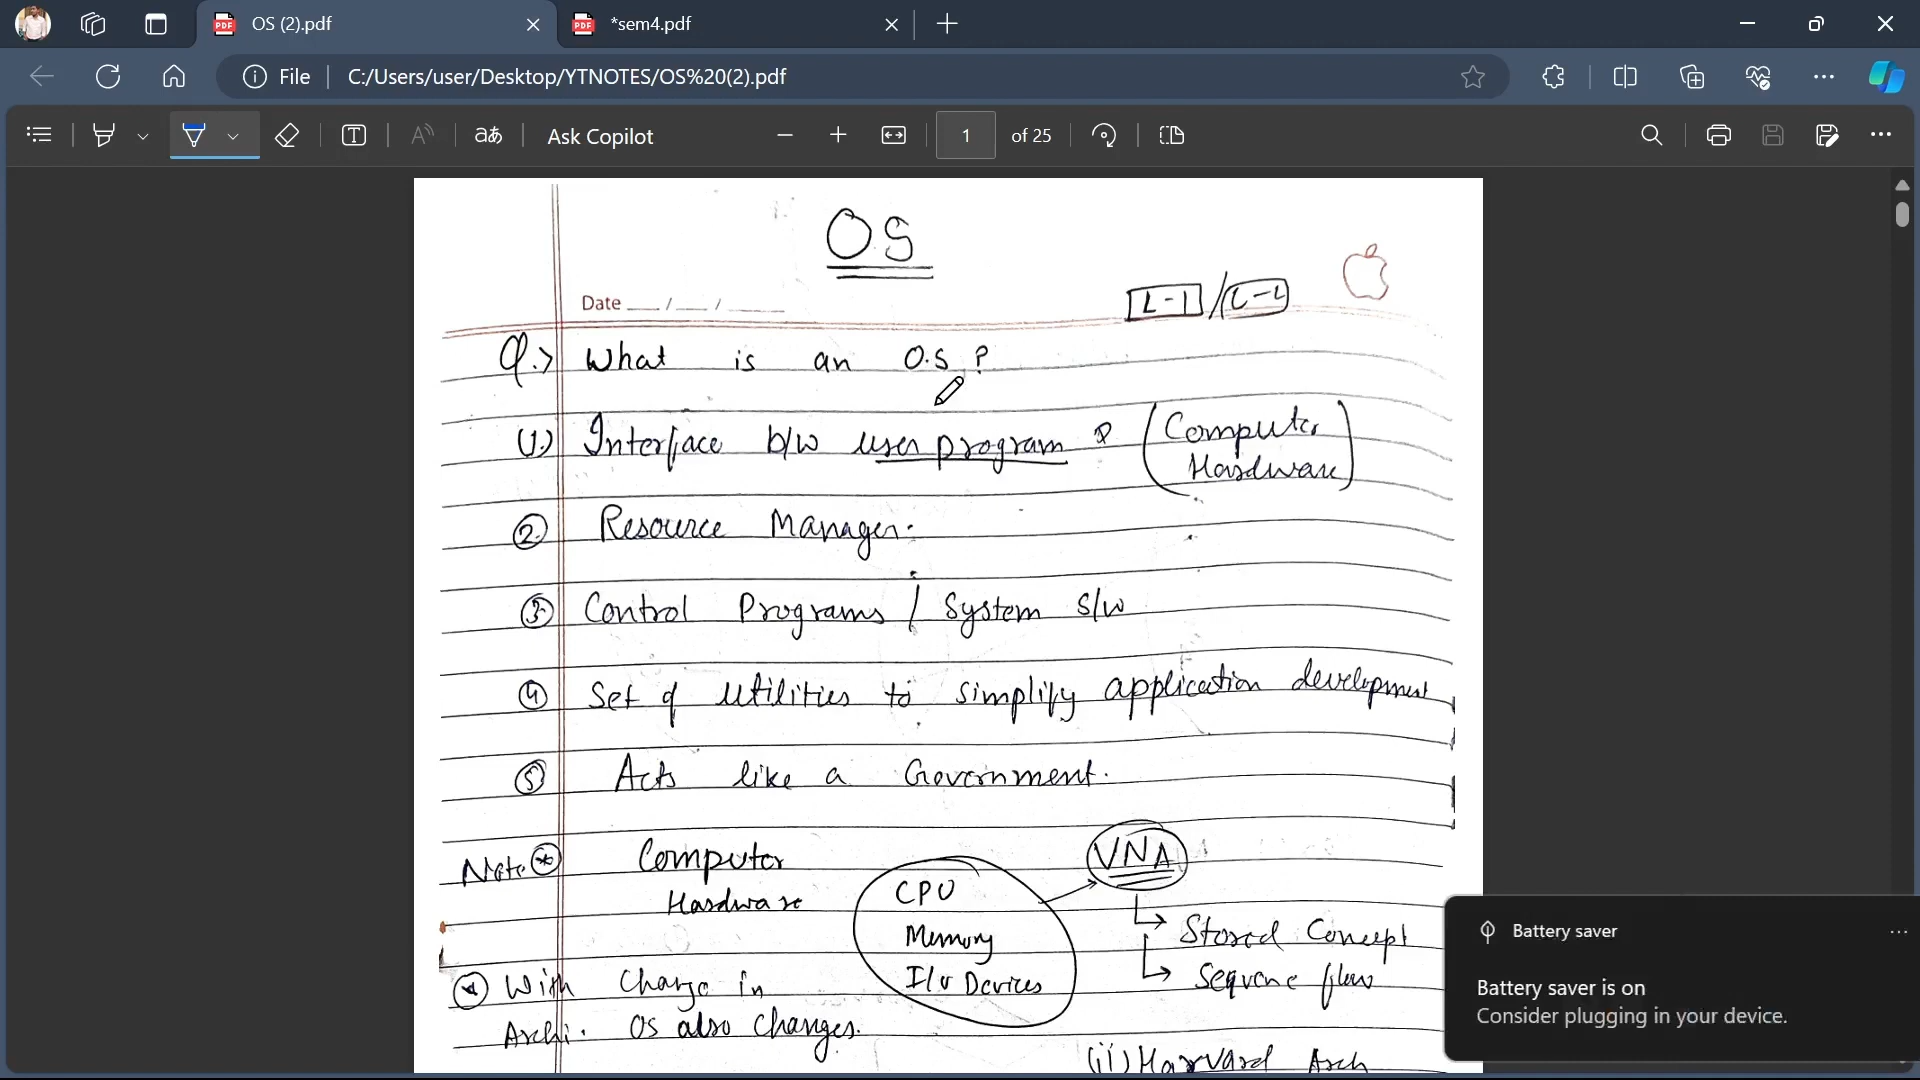 OS (2).pdf
*sem4.pdf
File
C:/Users/user/Desktop/YTNOTES/OS%20(2).pdf
aあ
Ask Copilot
1
of 25
OS
Date __/__/____
L-1 / L-2
Q.> What is an O.S ?
(1.) Interface b/w user program & (Computer Hardware)
(2.) Resource Manager.
(3.) Control Programs / System S/w
(4) Set of utilities to simplify application development
(5) Acts like a Government.
Note * Computer
Hardware
CPU
Memory
I/o Devices
VNA
Stored Concept
Sequence flow
* With Change in
Archi. OS also changes.
(ii) Harvard Arch
Battery saver
Battery saver is on
Consider plugging in your device.